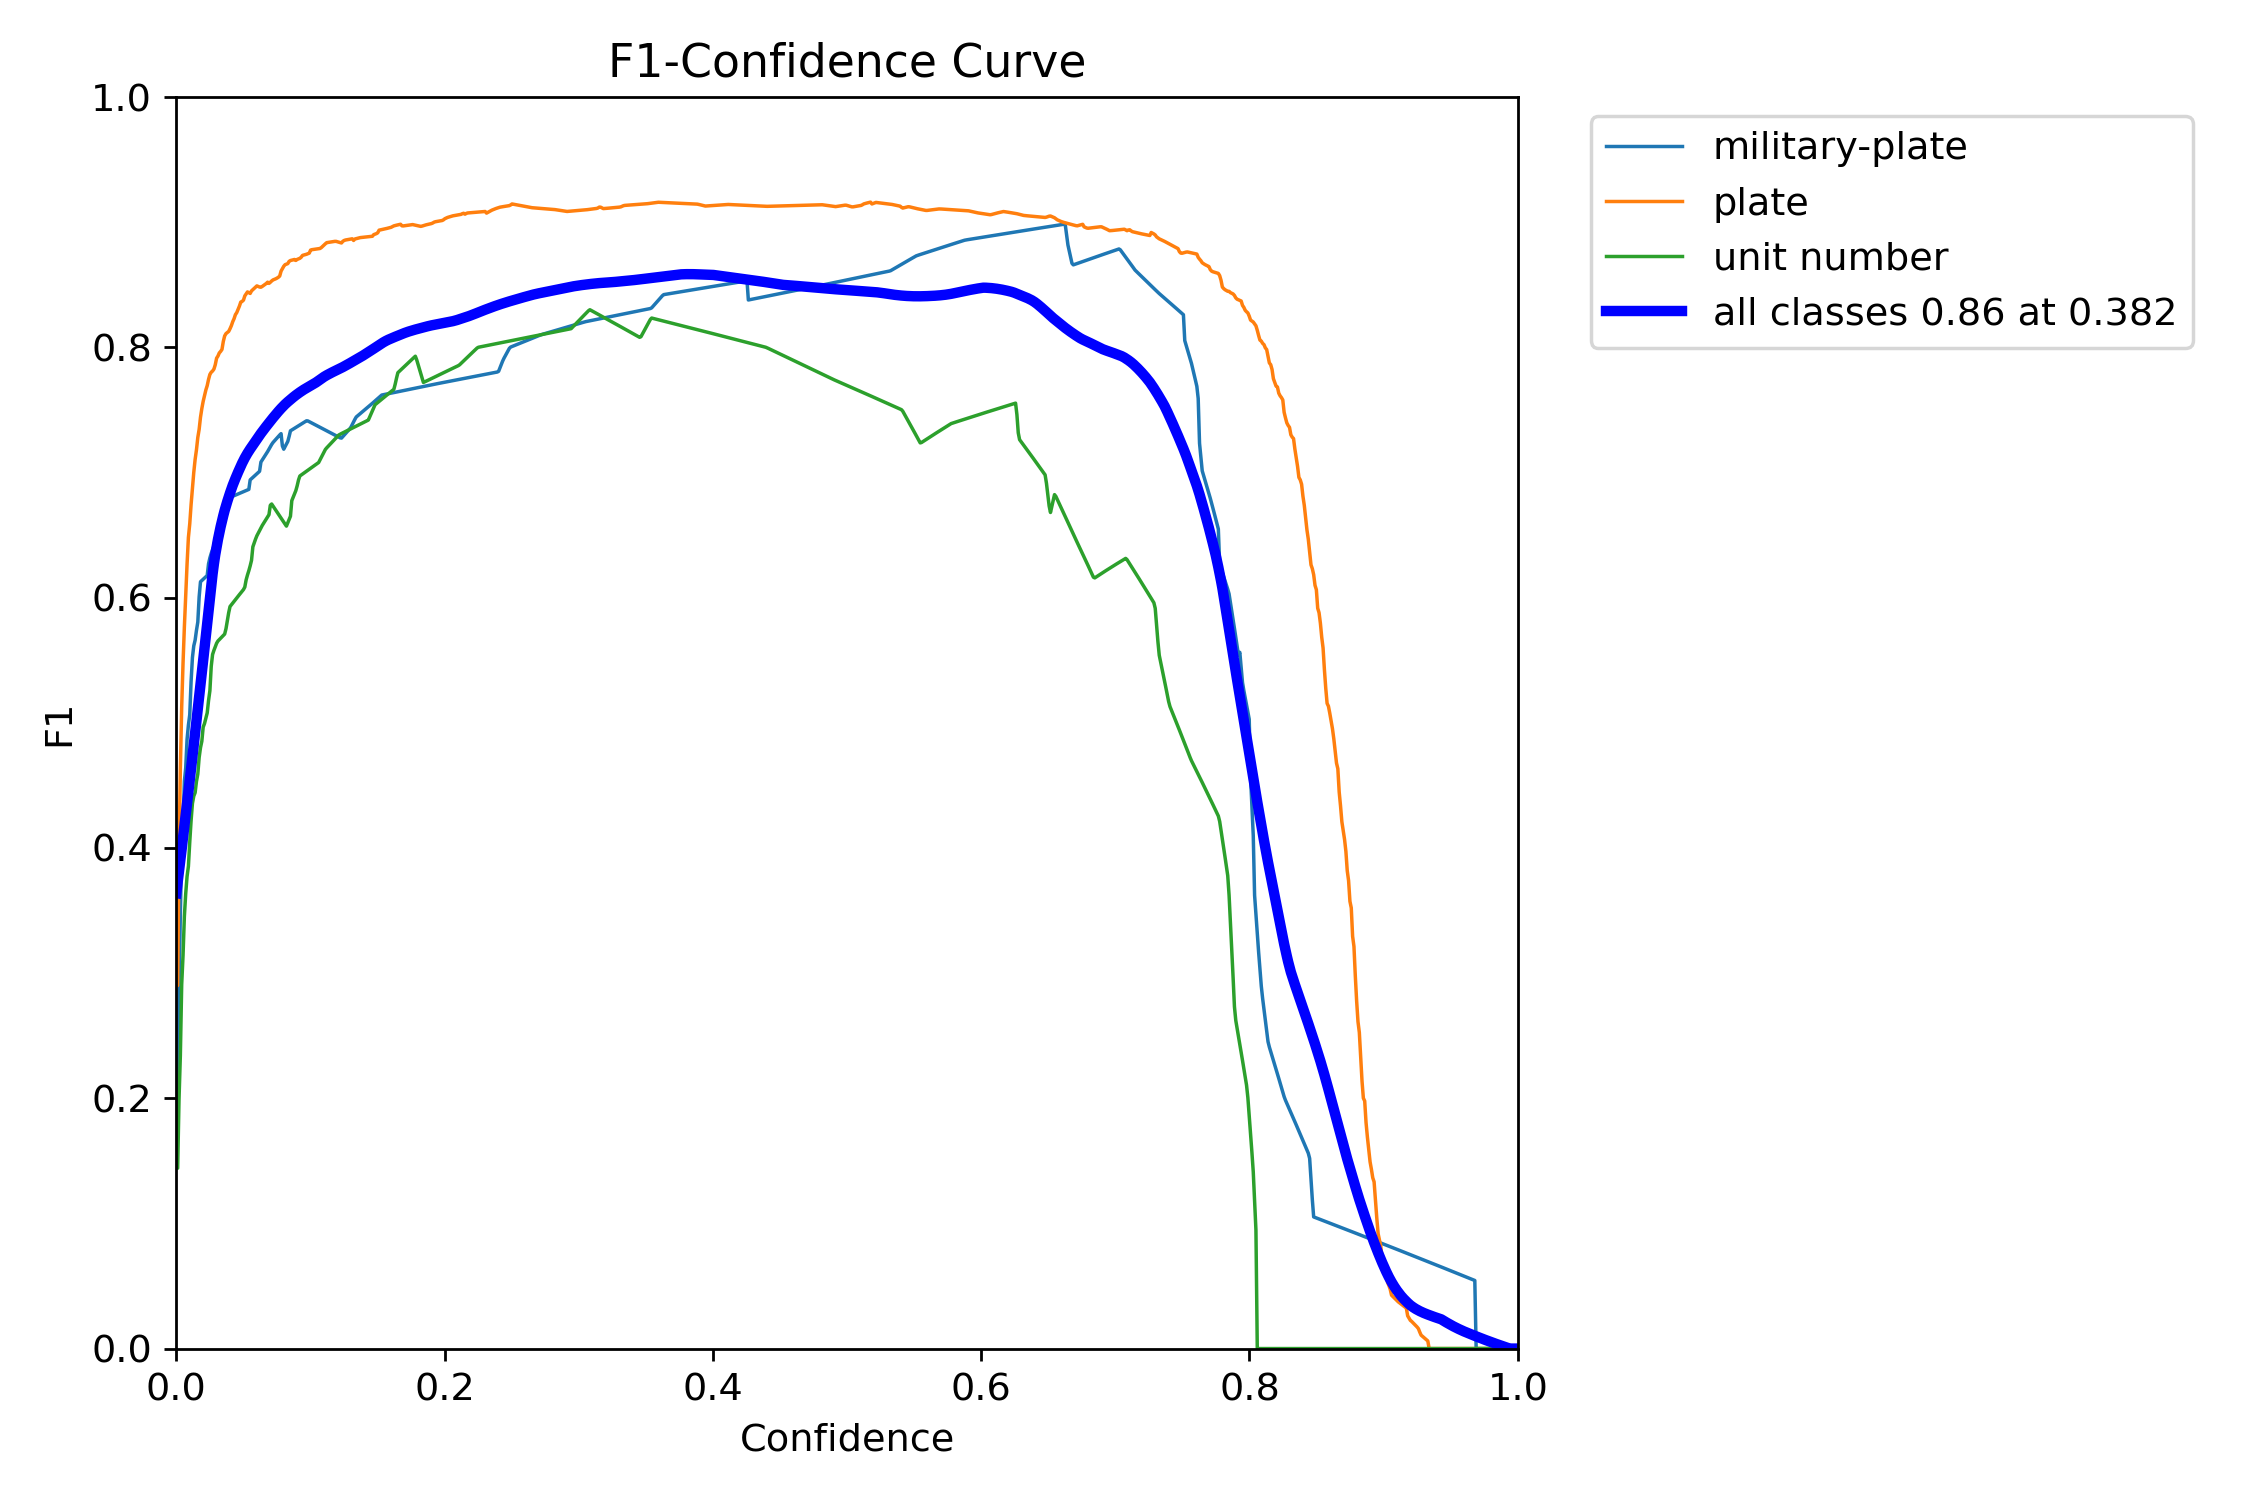 F1-Confidence Curve
1.0
0.8
0.6
0.4
0.2
0.0
F1
0.0 0.2 0.4 0.6 0.8 1.0
Confidence
military-plate
plate
unit number
all classes 0.86 at 0.382